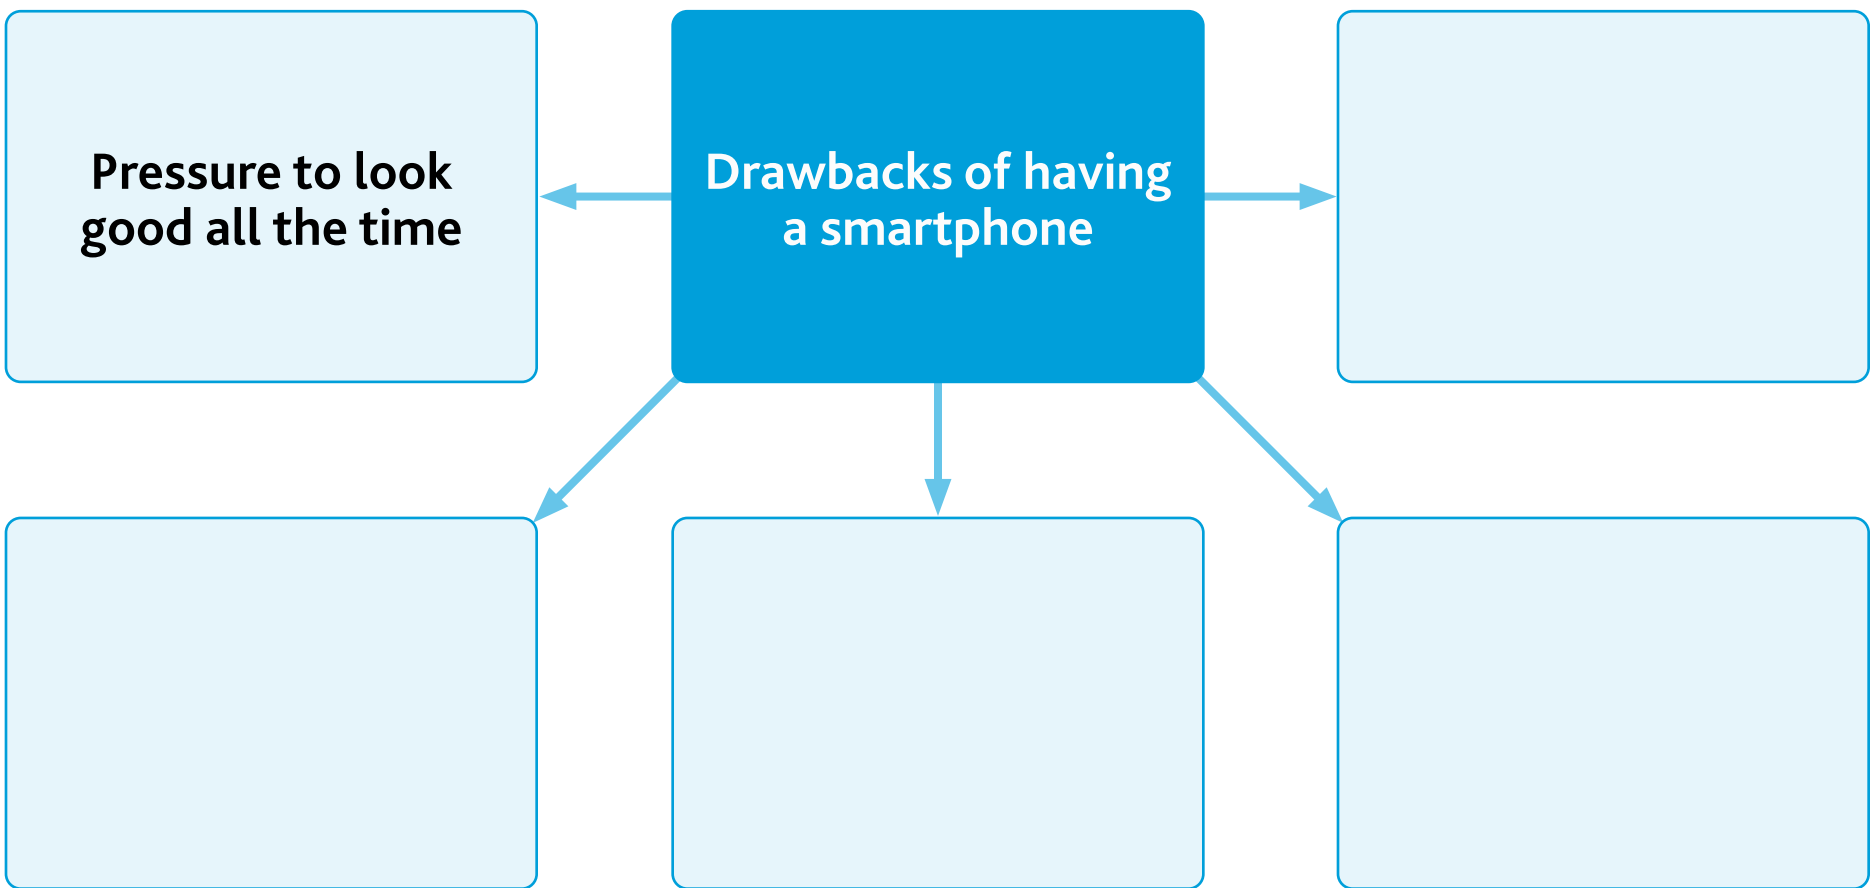 Pressure to look
good all the time
Drawbacks of having
a smartphone